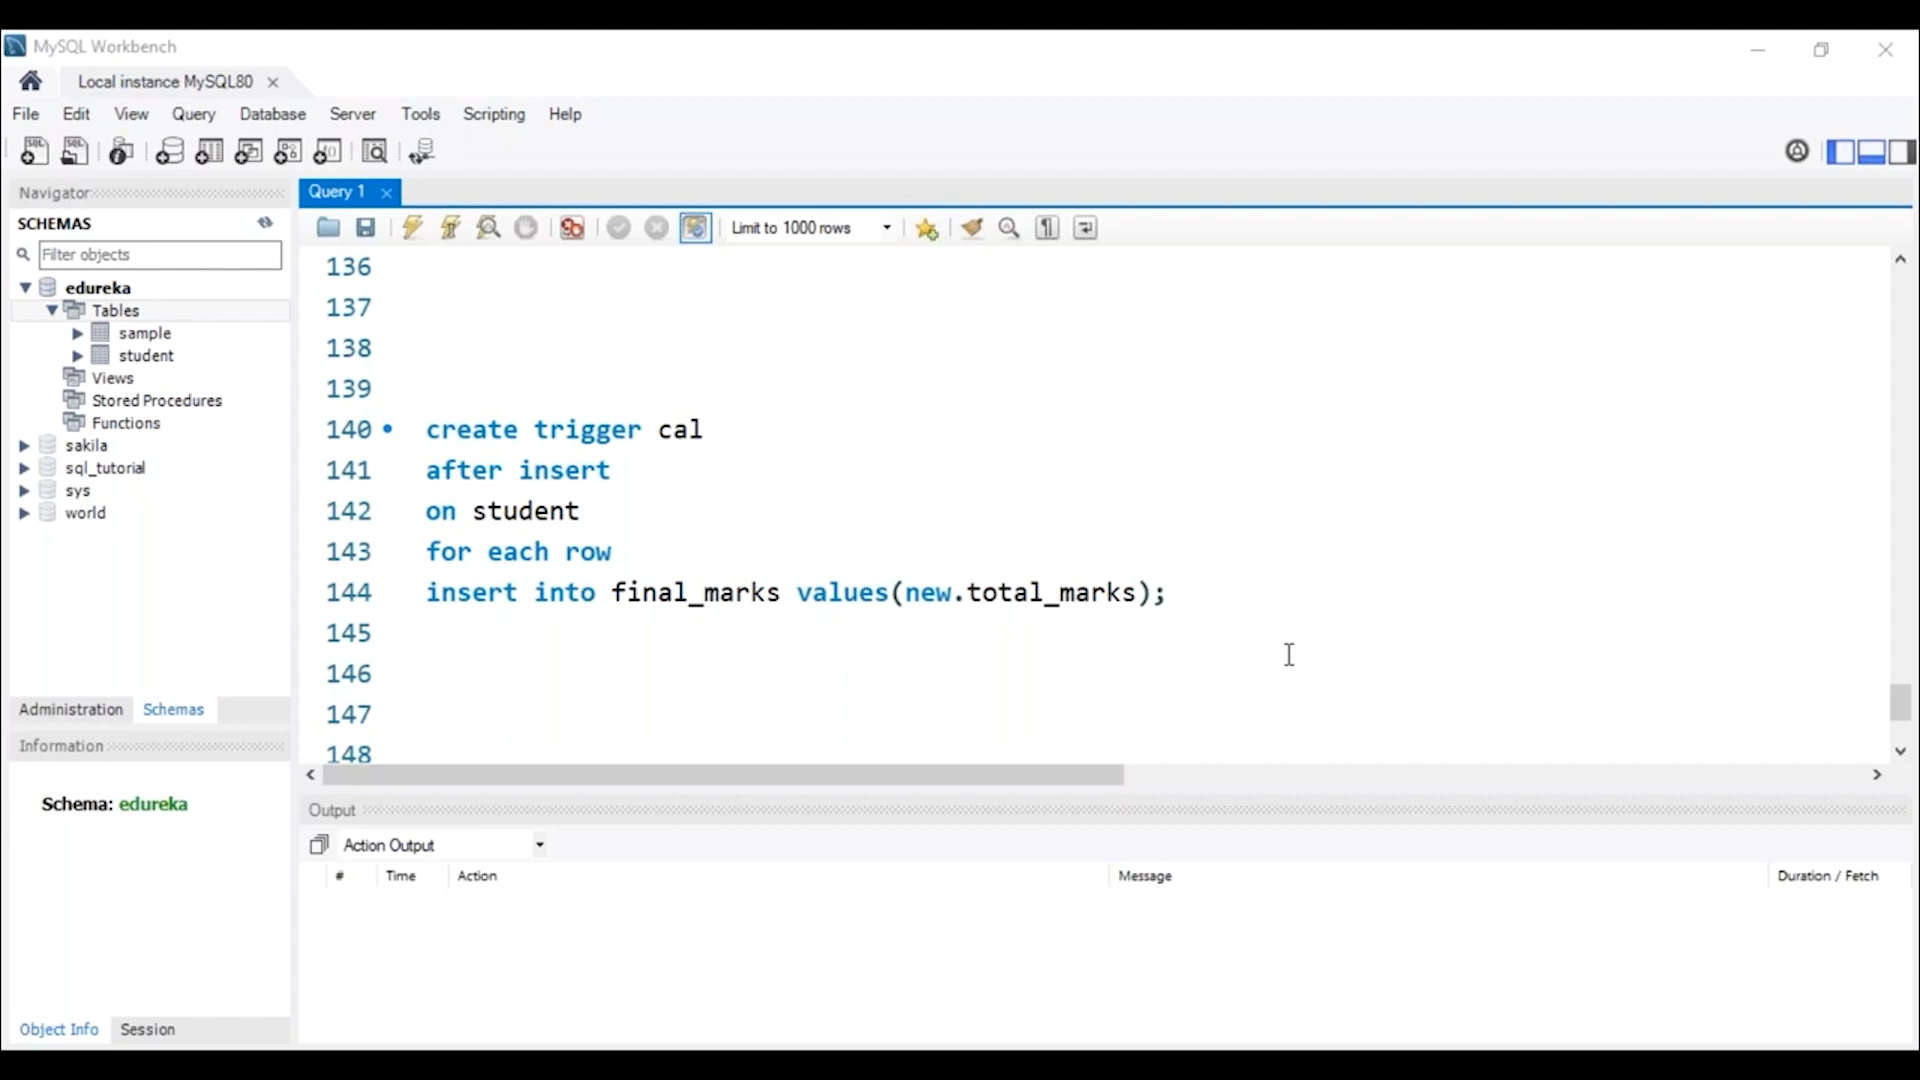 MySQL Workbench
Local instance MySQL80
File Edit View Query Database Server Tools Scripting Help
Navigator
SCHEMAS
Filter objects
edureka
Tables
sample
student
Views
Stored Procedures
Functions
sakila
sql_tutorial
sys
world
Administration Schemas
Information
Schema: edureka
Object Info Session
Query 1
Limit to 1000 rows
136
137
138
139
140 create trigger cal
141 after insert
142 on student
143 for each row
144 insert into final_marks values(new.total_marks);
145
146
147
148
Output
Action Output
# Time Action Message Duration / Fetch